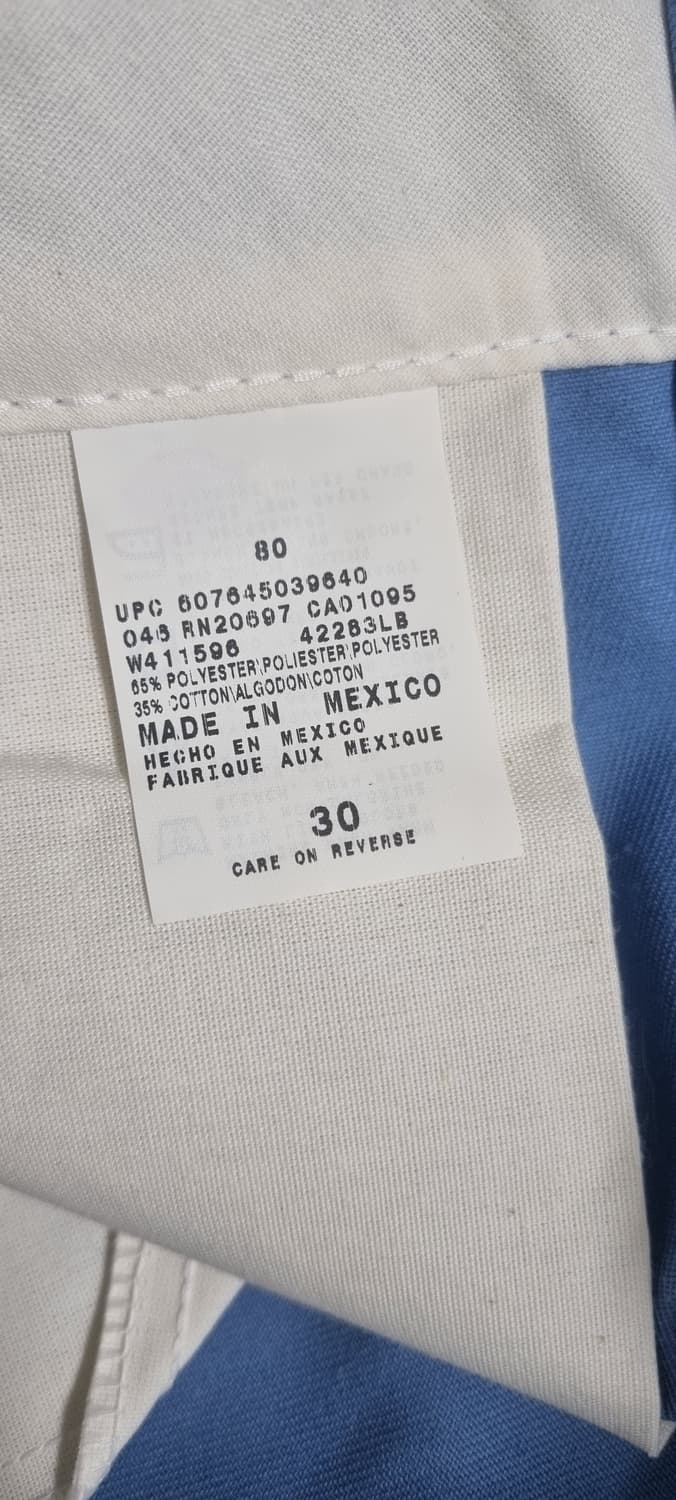 80
UPC 607645039640
046 RN20697 CA01095
W411596 42283LB
65% POLYESTER\POLIESTER\POLYESTER
35% COTTON\ALGODON\COTON
MADE IN MEXICO
HECHO EN MEXICO
FABRIQUE AUX MEXIQUE
30
CARE ON REVERSE